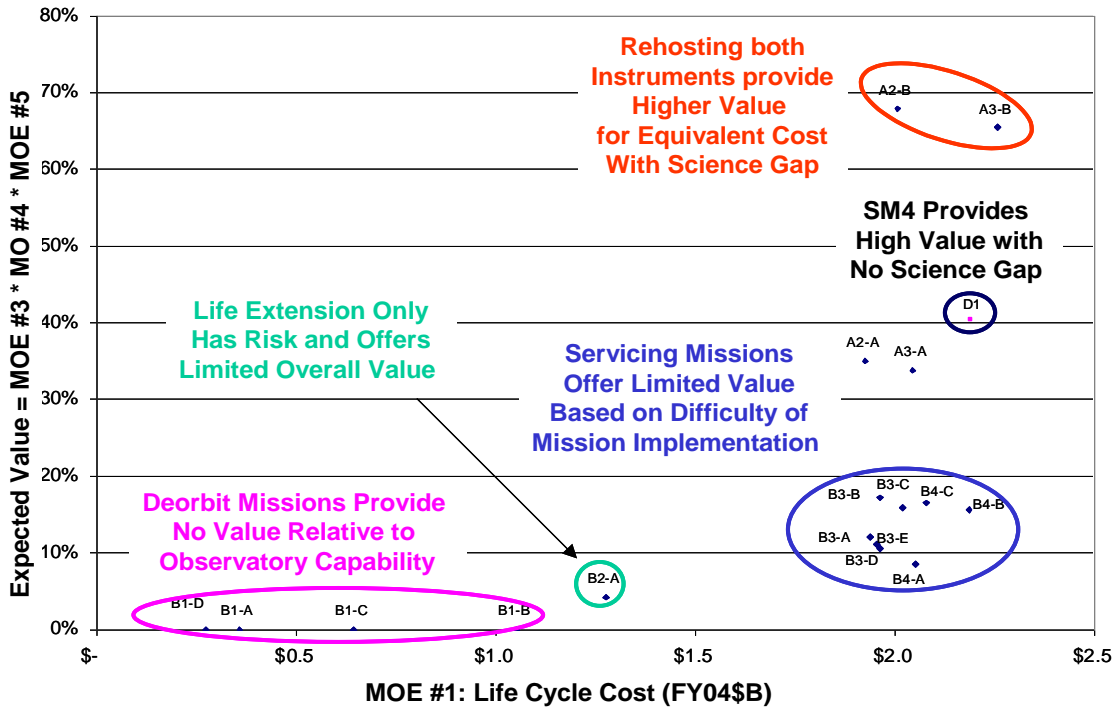 80%
70%
60%
50%
40%
30%
20%
10%
0%
Expected Value = MOE #3 * MO #4 * MOE #5
Rehosting both
Instruments provide
Higher Value
for Equivalent Cost
With Science Gap
A2-B
A3-B
SM4 Provides
High Value with
No Science Gap
D1
A2-A
A3-A
Life Extension Only
Has Risk and Offers
Limited Overall Value
Servicing Missions
Offer Limited Value
Based on Difficulty of
Mission Implementation
B3-B
B3-C
B4-C
B4-B
B3-A
B3-E
B3-D
B4-A
Deorbit Missions Provide
No Value Relative to
Observatory Capability
B2-A
B1-D
B1-A
B1-C
B1-B
$-
$0.5
$1.0
$1.5
$2.0
$2.5
MOE #1: Life Cycle Cost (FY04$B)